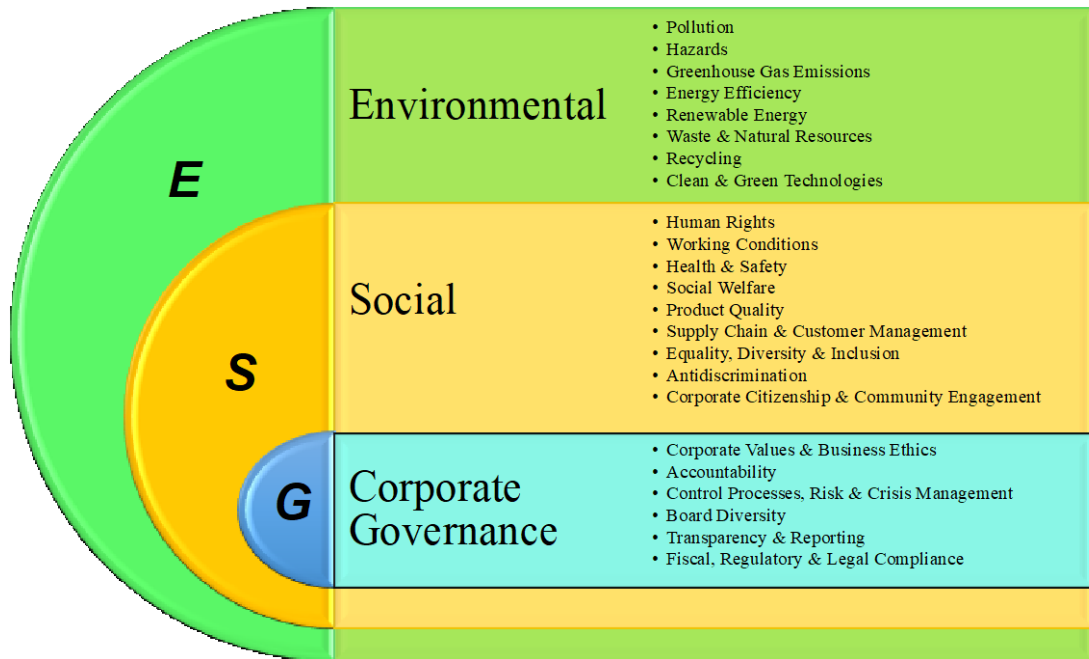 E
Environmental
• Pollution
• Hazards
• Greenhouse Gas Emissions
• Energy Efficiency
• Renewable Energy
• Waste & Natural Resources
• Recycling
• Clean & Green Technologies
S
Social
• Human Rights
• Working Conditions
• Health & Safety
• Social Welfare
• Product Quality
• Supply Chain & Customer Management
• Equality, Diversity & Inclusion
• Antidiscrimination
• Corporate Citizenship & Community Engagement
G
Corporate
Governance
• Corporate Values & Business Ethics
• Accountability
• Control Processes, Risk & Crisis Management
• Board Diversity
• Transparency & Reporting
• Fiscal, Regulatory & Legal Compliance